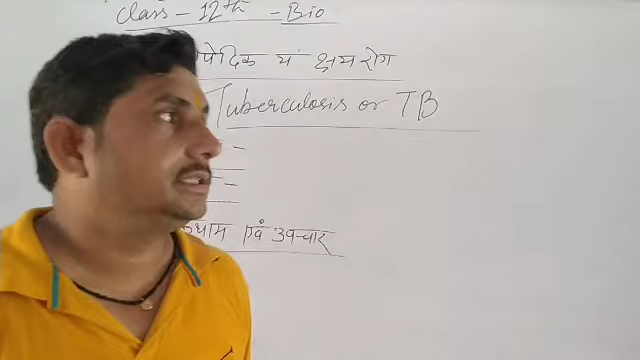 Class - 12th - Bio
पेदिक यं क्षय रोग
Tuberculosis or TB
-
-
थाम एवं उपचार